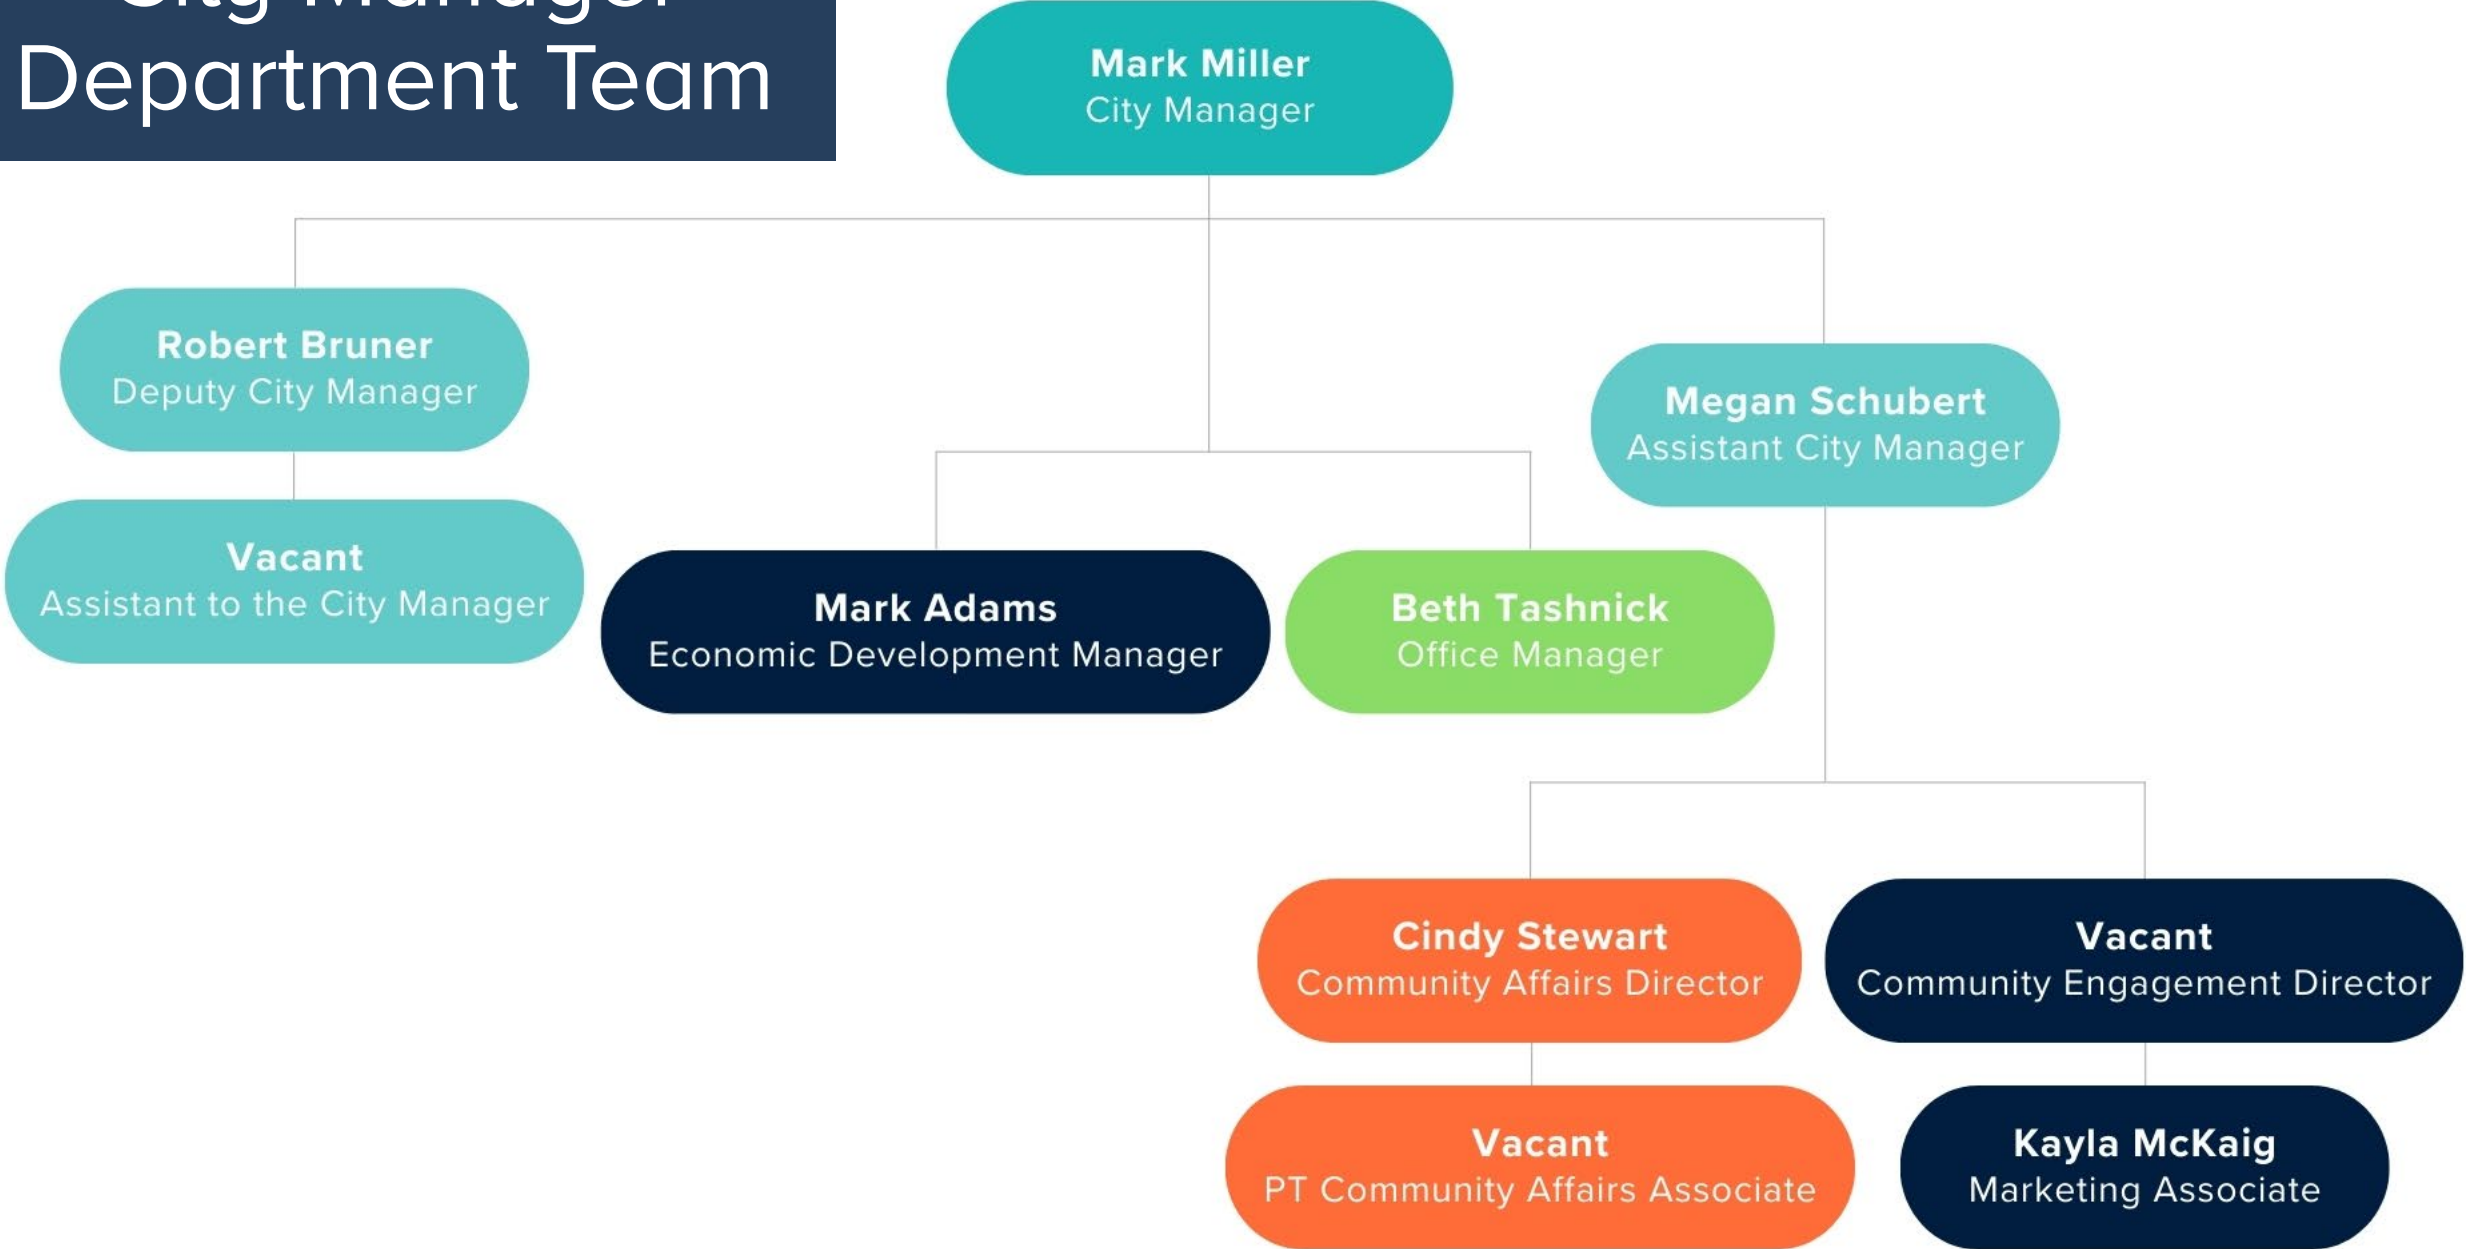 City Manager
Department Team
Mark Miller
City Manager
Robert Bruner
Deputy City Manager
Megan Schubert
Assistant City Manager
Vacant
Assistant to the City Manager
Mark Adams
Economic Development Manager
Beth Tashnick
Office Manager
Cindy Stewart
Community Affairs Director
Vacant
Community Engagement Director
Vacant
PT Community Affairs Associate
Kayla McKaig
Marketing Associate